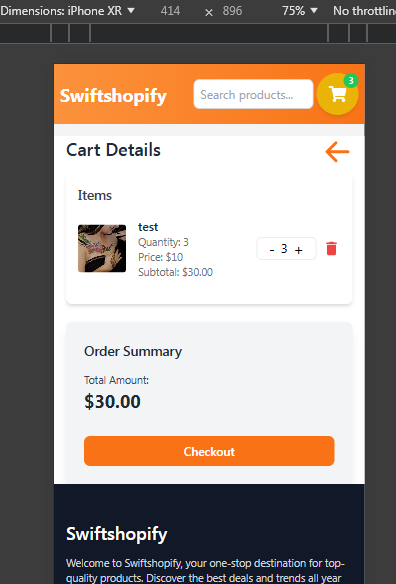 Dimensions: iPhone XR ▼ 414 × 896 75% ▼ No throttlin
Swiftshopify Search products... 3
Cart Details
Items
test
Quantity: 3
Price: $10
Subtotal: $30.00
- 3 +
Order Summary
Total Amount:
$30.00
Checkout
Swiftshopify
Welcome to Swiftshopify, your one-stop destination for top-
quality products. Discover the best deals and trends all year